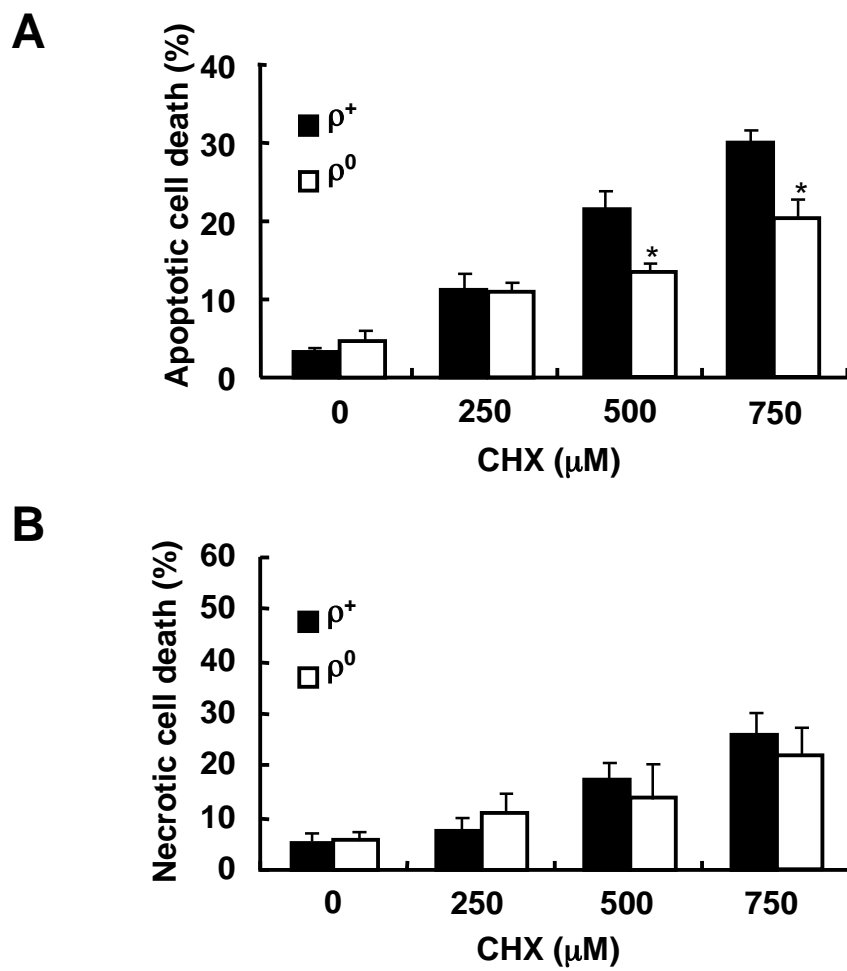 A
Apoptotic cell death (%)
40
30
20
10
0
ρ⁺
ρ⁰
*
*
0 250 500 750
CHX (μM)
B
Necrotic cell death (%)
60
50
40
30
20
10
0
ρ⁺
ρ⁰
0 250 500 750
CHX (μM)